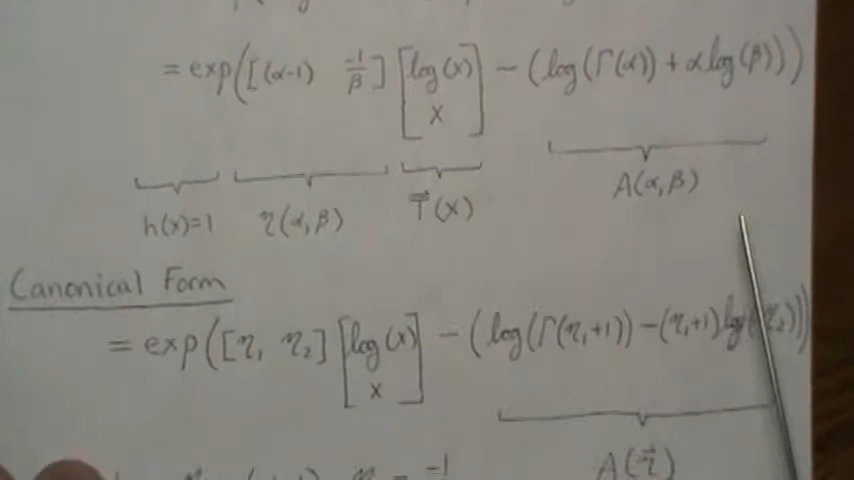 = exp([(α-1) -1/β] [log(x) x] - (log(Γ(α)) + α log(β)))
h(x)=1 η(α,β) T⃗(x) A(α,β)
Canonical Form
= exp([η₁ η₂] [log(x) x] - (log(Γ(η₁+1)) - (η₁+1) log( η₂)))
A(η⃗)
-1